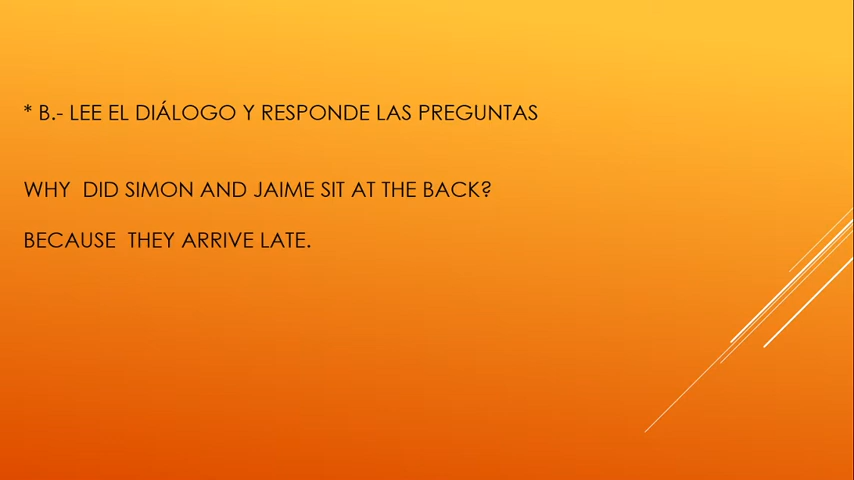 * B.- LEE EL DIÁLOGO Y RESPONDE LAS PREGUNTAS
WHY DID SIMON AND JAIME SIT AT THE BACK?
BECAUSE THEY ARRIVE LATE.